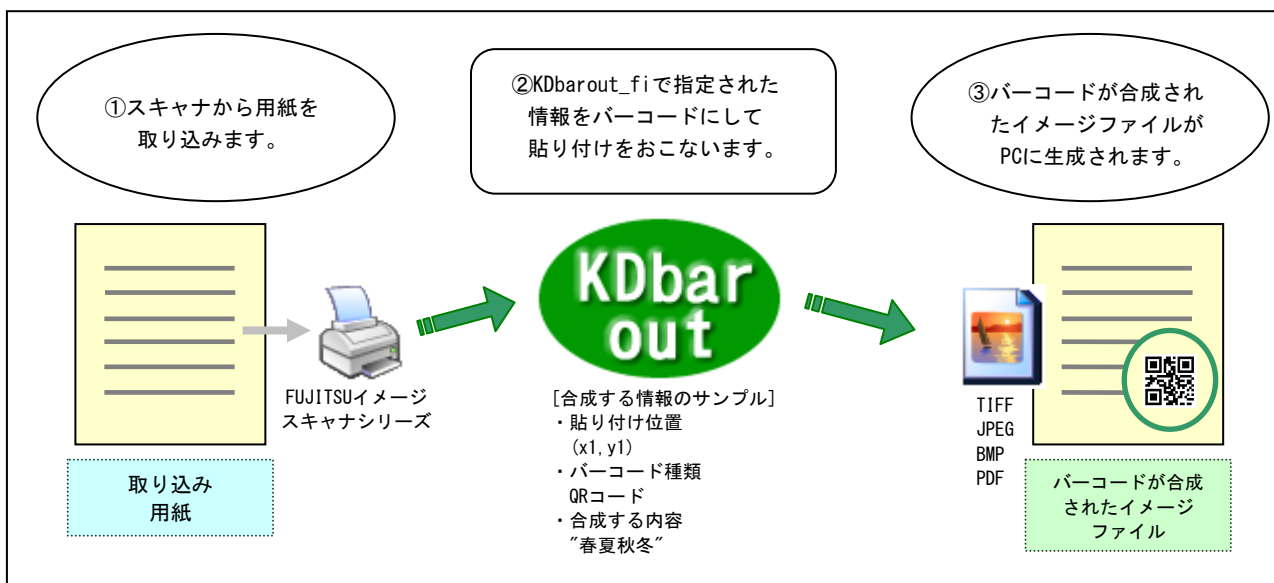 ①スキャナから用紙を
取り込みます。
②KDbarout_fiで指定された
情報をバーコードにして
貼り付けをおこないます。
③バーコードが合成され
たイメージファイルが
PCに生成されます。
FUJITSUイメージ
スキャナシリーズ
取り込み
用紙
KDbar
out
[合成する情報のサンプル]
・貼り付け位置
(x1,y1)
・バーコード種類
QRコード
・合成する内容
"春夏秋冬"
TIFF
JPEG
BMP
PDF
バーコードが合成
されたイメージ
ファイル